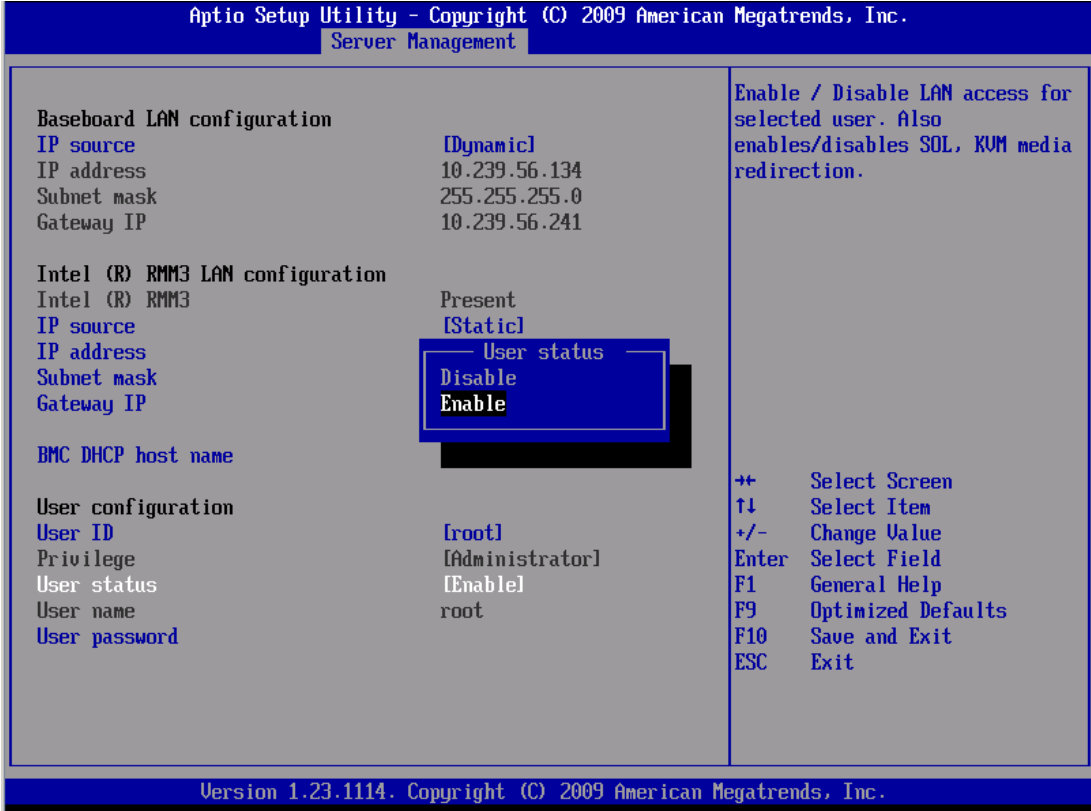 Aptio Setup Utility - Copyright (C) 2009 American Megatrends, Inc.
Server Management
Baseboard LAN configuration
IP source [Dynamic]
IP address 10.239.56.134
Subnet mask 255.255.255.0
Gateway IP 10.239.56.241
Intel (R) RMM3 LAN configuration
Intel (R) RMM3 Present
IP source [Static]
IP address
Subnet mask
Gateway IP
User status
Disable
Enable
BMC DHCP host name
User configuration
User ID [root]
Privilege [Administrator]
User status [Enable]
User name root
User password
Enable / Disable LAN access for
selected user. Also
enables/disables SOL, KVM media
redirection.
→← Select Screen
↑↓ Select Item
+/- Change Value
Enter Select Field
F1 General Help
F9 Optimized Defaults
F10 Save and Exit
ESC Exit
Version 1.23.1114. Copyright (C) 2009 American Megatrends, Inc.